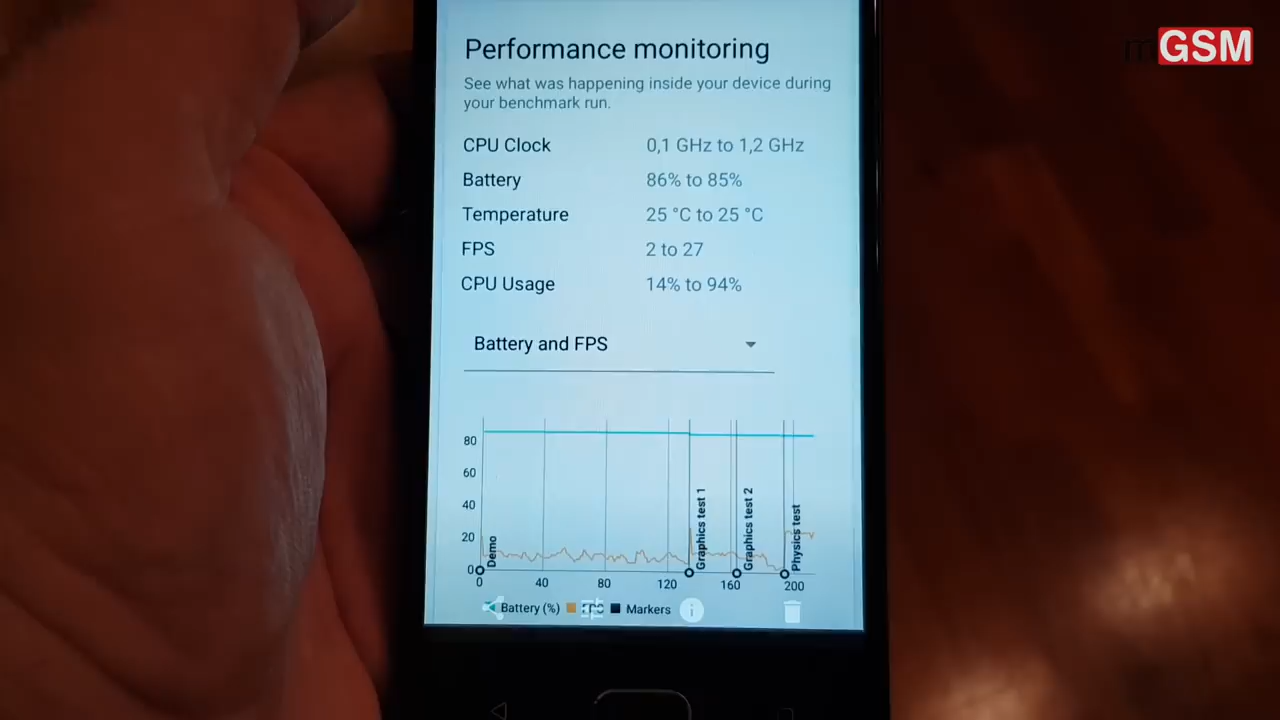 mGSM
Performance monitoring
See what was happening inside your device during
your benchmark run.
CPU Clock 0,1 GHz to 1,2 GHz
Battery 86% to 85%
Temperature 25 °C to 25 °C
FPS 2 to 27
CPU Usage 14% to 94%
Battery and FPS
80
60
40
20
0
Demo
Graphics test 1
Graphics test 2
Physics test
0 40 80 120 160 200
Battery (%) FPS Markers